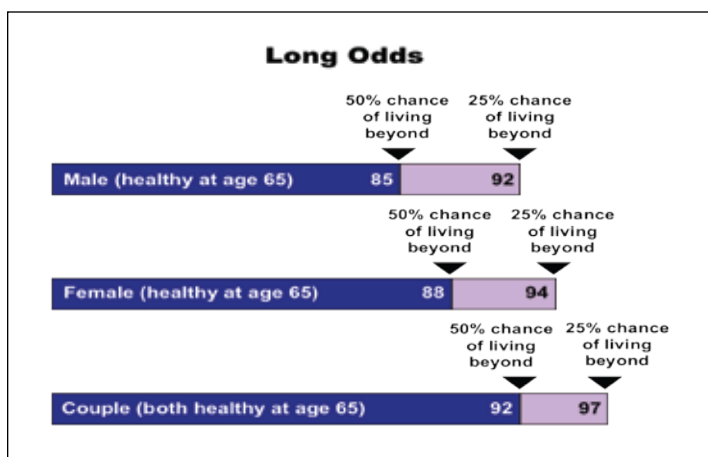 Long Odds
50% chance of living beyond
25% chance of living beyond
Male (healthy at age 65) 85 92
50% chance of living beyond
25% chance of living beyond
Female (healthy at age 65) 88 94
50% chance of living beyond
25% chance of living beyond
Couple (both healthy at age 65) 92 97